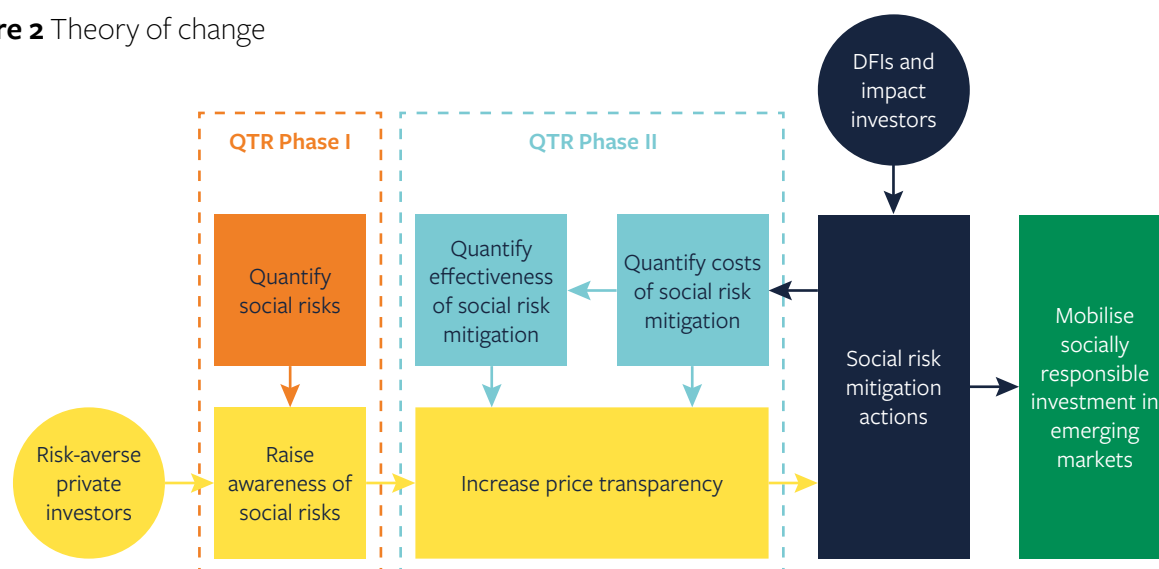 re 2 Theory of change
DFIs and
impact
investors
QTR Phase I
QTR Phase II
Quantify
social risks
Quantify
effectiveness
of social risk
mitigation
Quantify costs
of social risk
mitigation
Social risk
mitigation
actions
Mobilise
socially
responsible
investment in
emerging
markets
Risk-averse
private
investors
Raise
awareness of
social risks
Increase price transparency